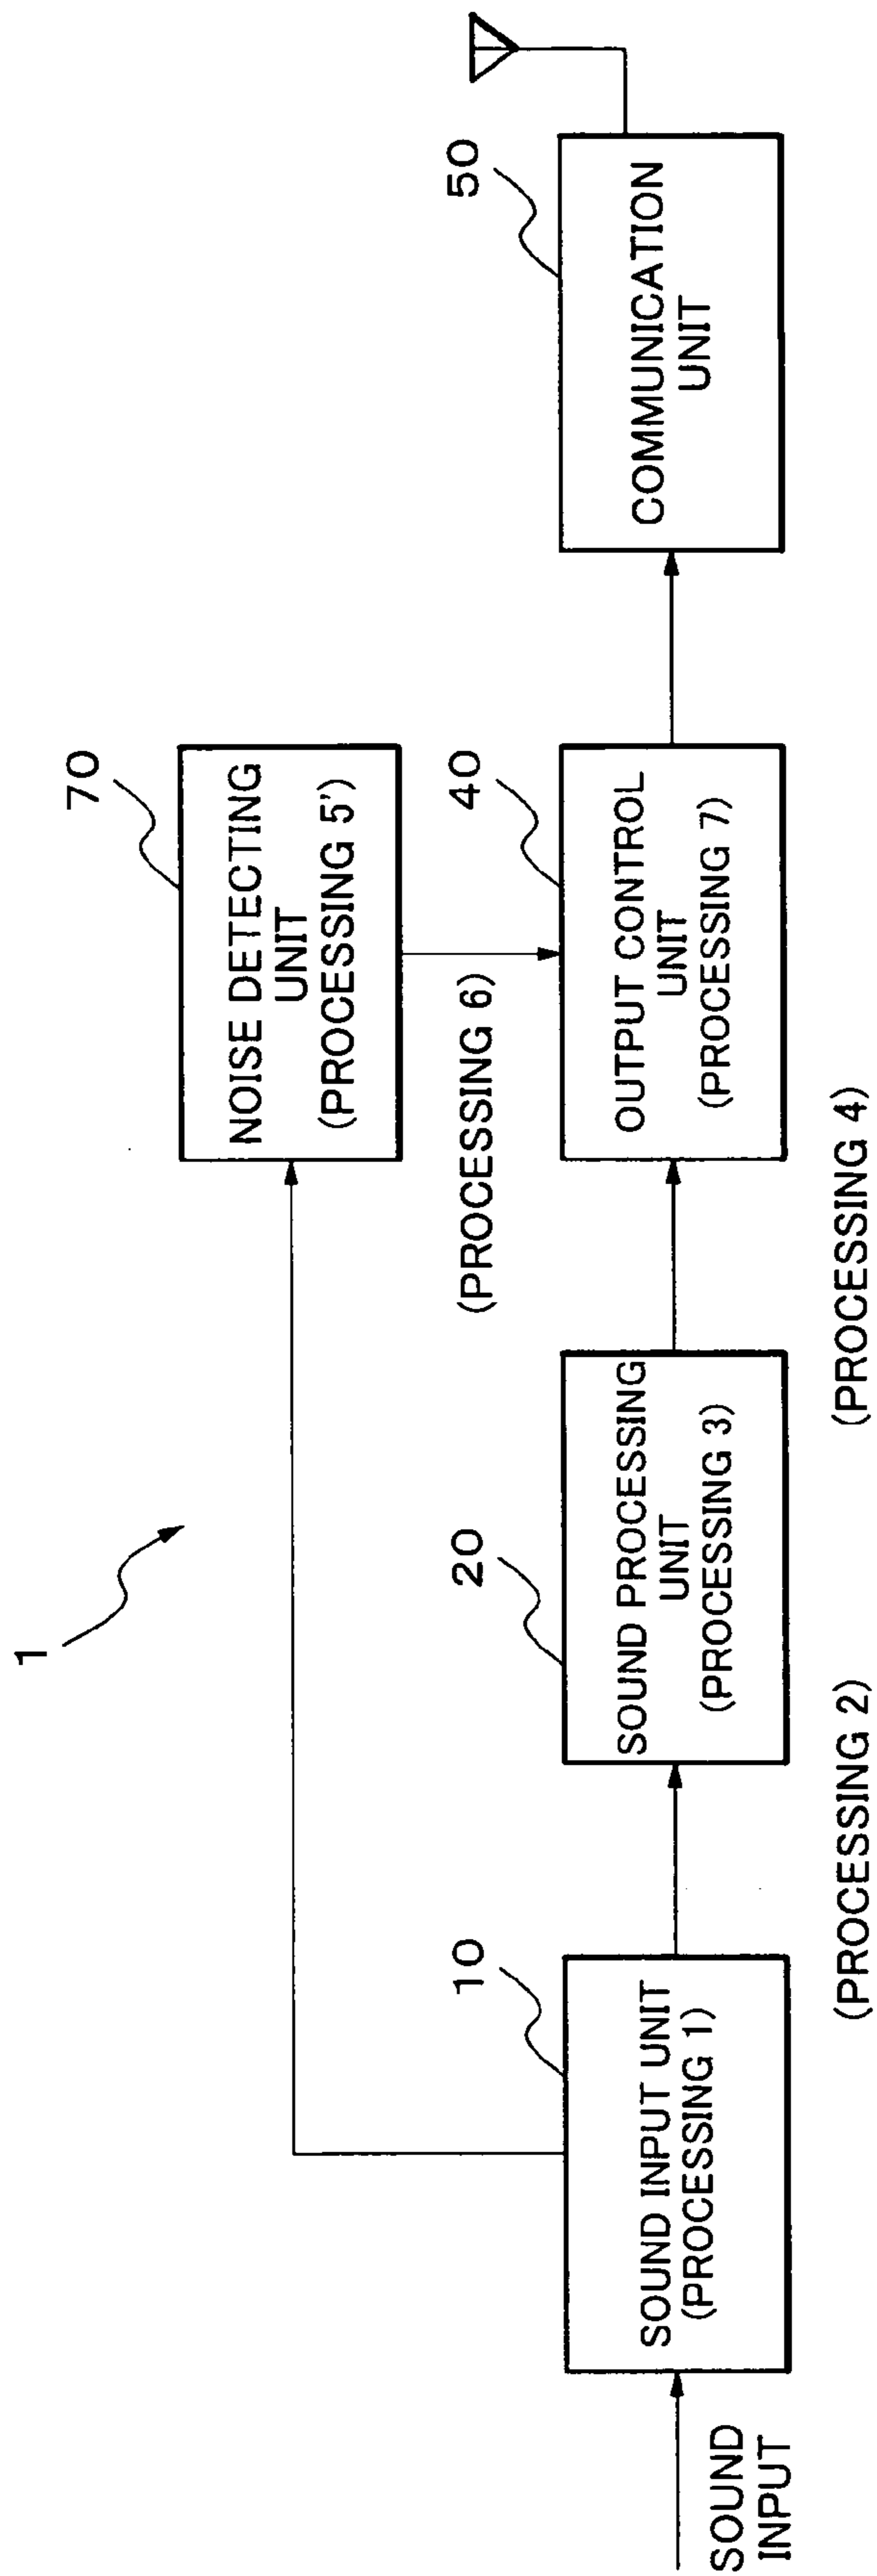 1
70
NOISE DETECTING
UNIT
(PROCESSING 5')
(PROCESSING 6)
SOUND
INPUT
10
SOUND INPUT UNIT
(PROCESSING 1)
(PROCESSING 2)
20
SOUND PROCESSING
UNIT
(PROCESSING 3)
(PROCESSING 4)
40
OUTPUT CONTROL
UNIT
(PROCESSING 7)
50
COMMUNICATION
UNIT